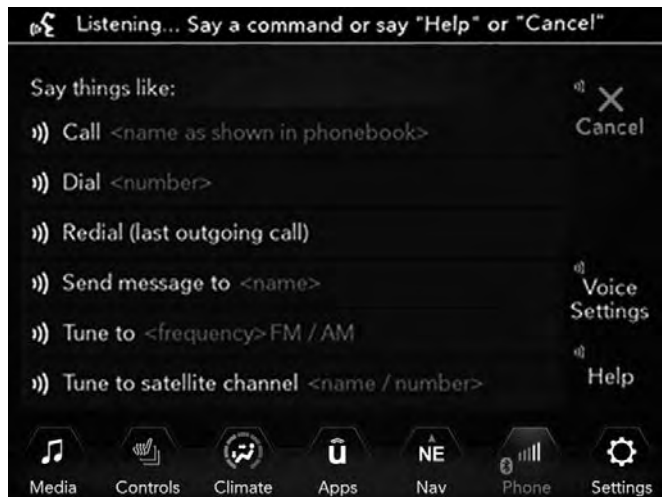 Listening... Say a command or say "Help" or "Cancel"
Say things like:
Cancel
Call <name as shown in phonebook>
Dial <number>
Redial (last outgoing call)
Send message to <name>
Voice
Settings
Tune to <frequency> FM / AM
Tune to satellite channel <name / number>
Help
û
NE
Media Controls Climate Apps Nav Phone Settings